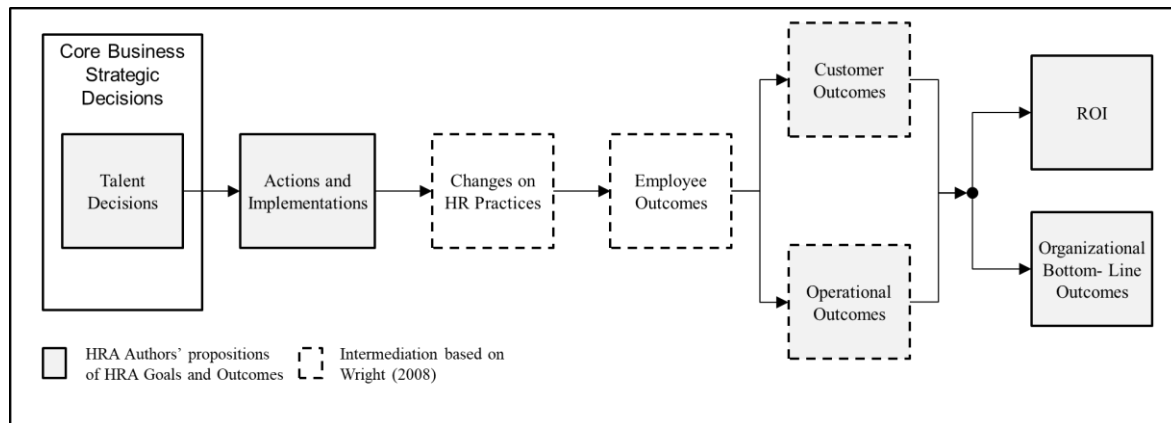 Core Business
Strategic
Decisions
Talent
Decisions
Actions and
Implementations
Changes on
HR Practices
Employee
Outcomes
Customer
Outcomes
Operational
Outcomes
ROI
Organizational
Bottom- Line
Outcomes
HRA Authors’ propositions
of HRA Goals and Outcomes
Intermediation based on
Wright (2008)